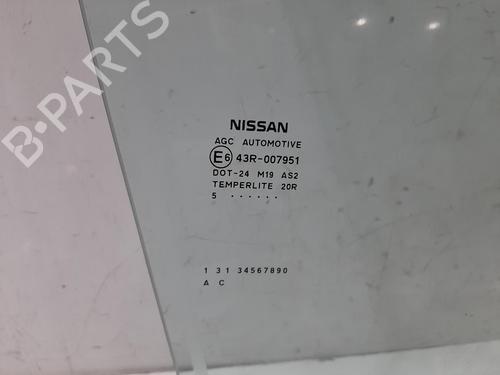 B-PARTS
NISSAN
AGC AUTOMOTIVE
E6 43R-007951
DOT-24 M19 AS2
TEMPERLITE 20R
5 ······
1 3 1 34567890
A C